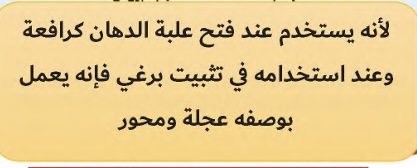 لأنه يستخدم عند فتح علبة الدهان كرافعة
وعند استخدامه في تثبيت برغي فإنه يعمل
بوصفه عجلة ومحور